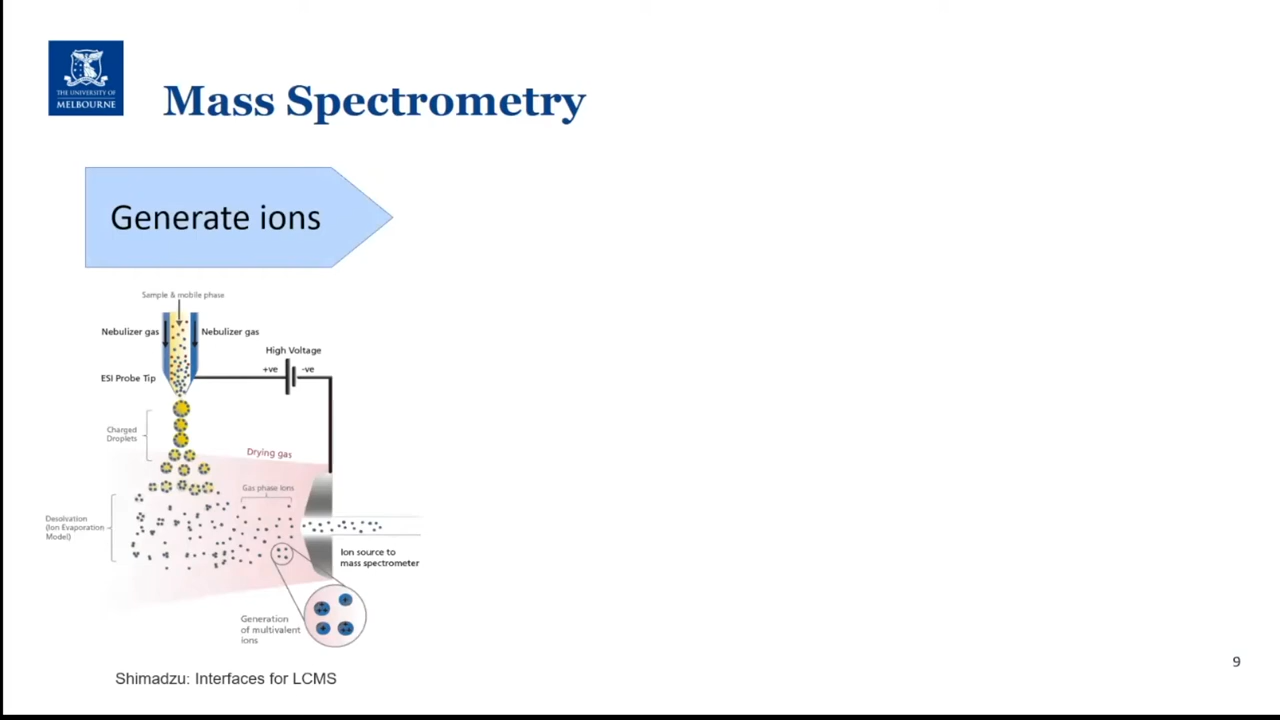 THE UNIVERSITY OF
MELBOURNE
Mass Spectrometry
Generate ions
Sample & mobile phase
Nebulizer gas
Nebulizer gas
High Voltage
+ve
-ve
ESI Probe Tip
Charged
Droplets
Drying gas
Gas phase Ions
Desolvation
(Ion Evaporation
Model)
Ion source to
mass spectrometer
Generation
of multivalent
ions
Shimadzu: Interfaces for LCMS
9